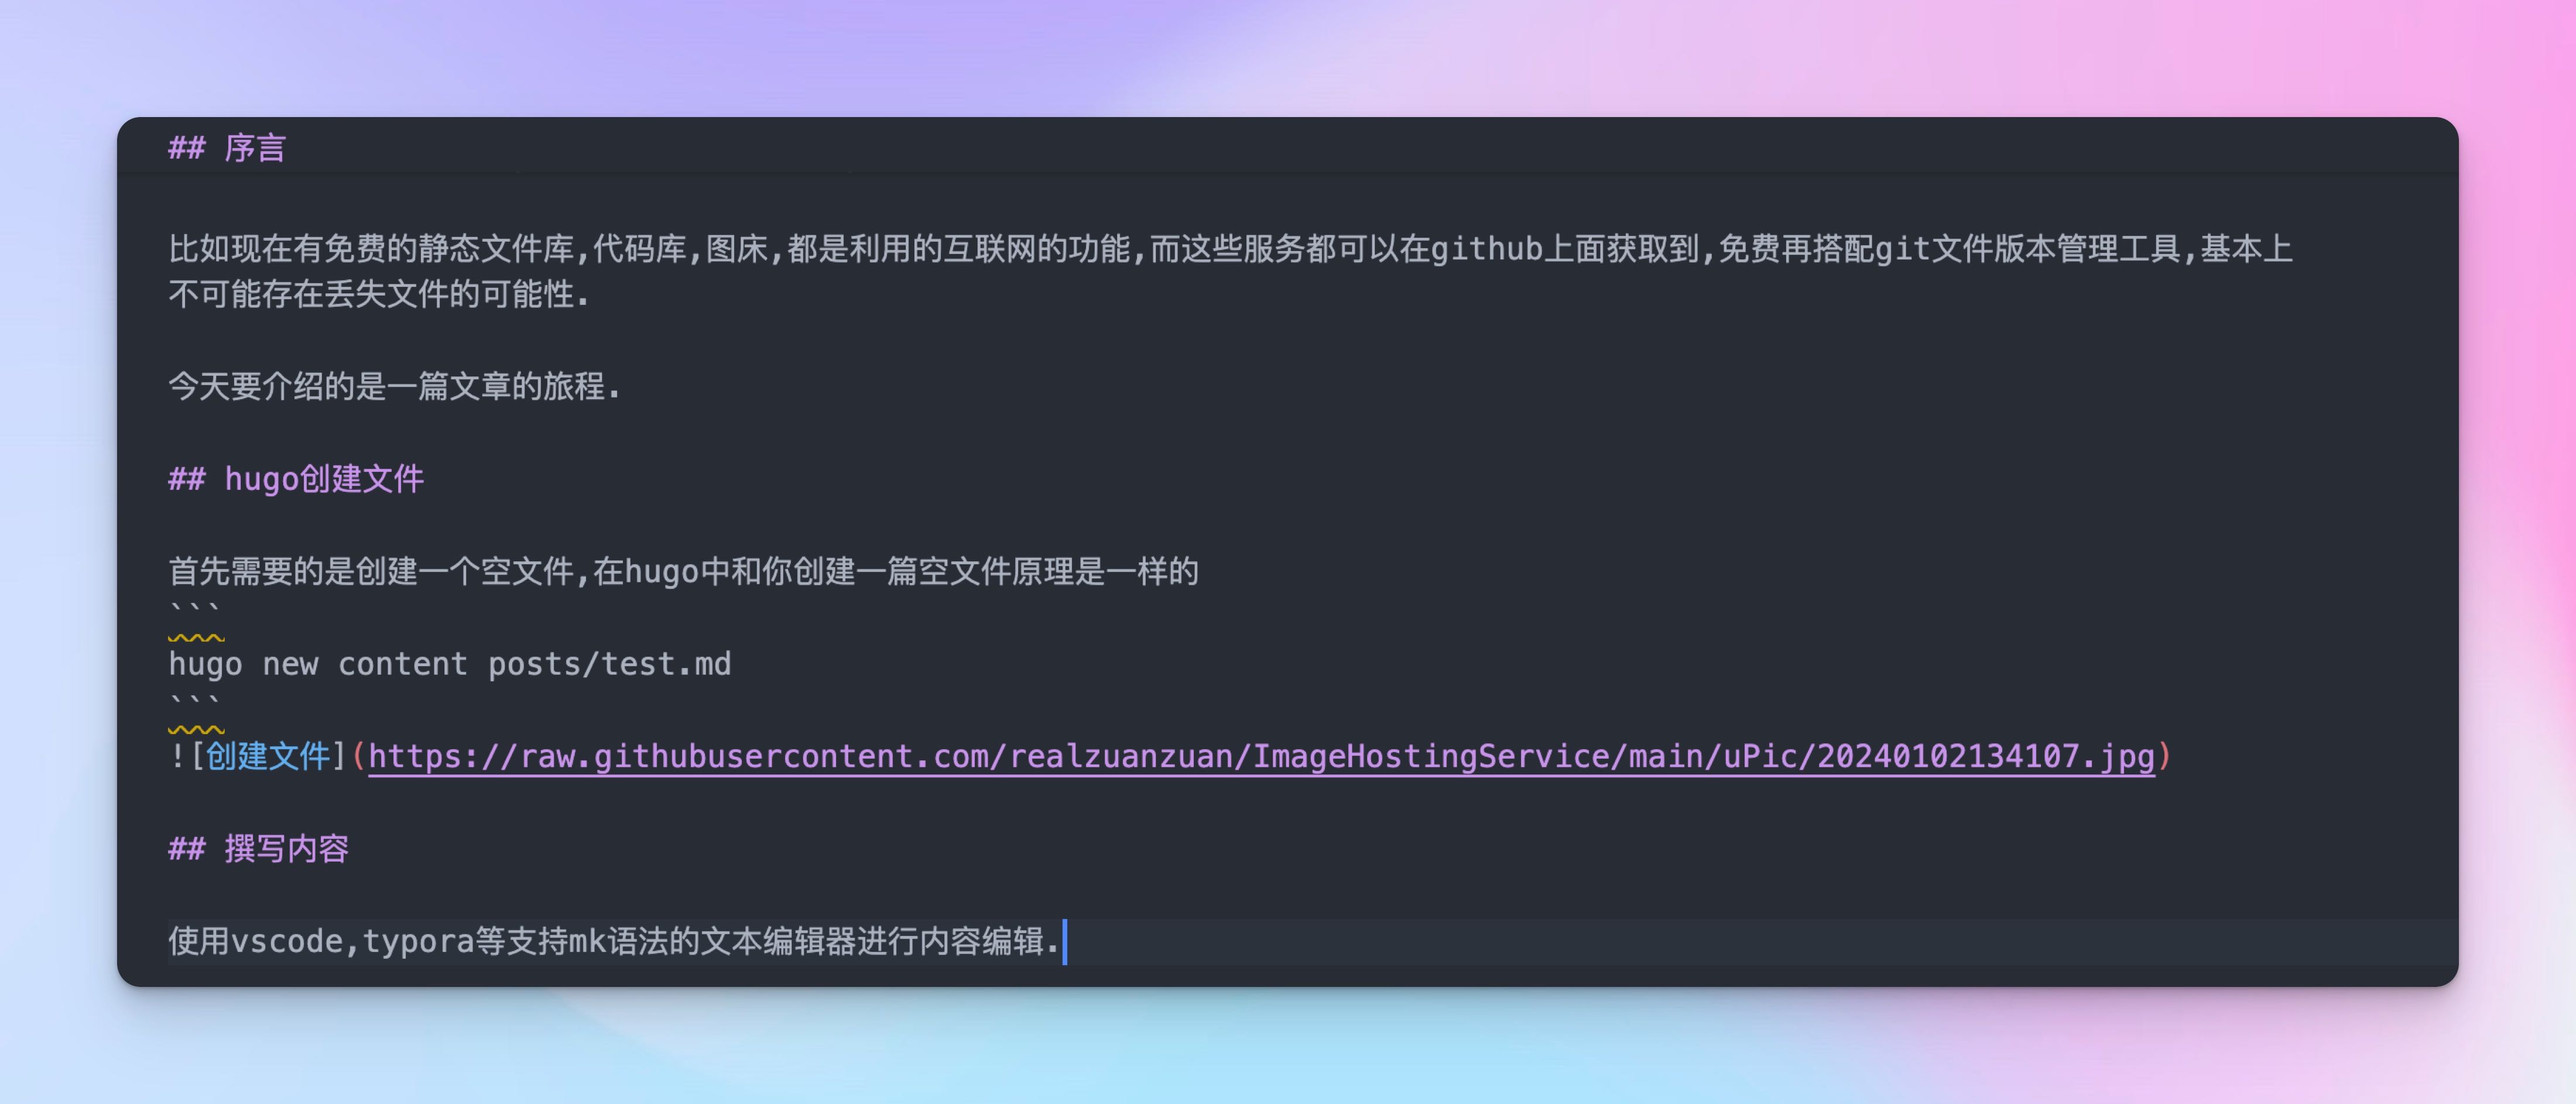 ## 序言
比如现在有免费的静态文件库,代码库,图床,都是利用的互联网的功能,而这些服务都可以在github上面获取到,免费再搭配git文件版本管理工具,基本上
不可能存在丢失文件的可能性.
今天要介绍的是一篇文章的旅程.
## hugo创建文件
首先需要的是创建一个空文件,在hugo中和你创建一篇空文件原理是一样的
```
hugo new content posts/test.md
```
![创建文件](https://raw.githubusercontent.com/realzuanzuan/ImageHostingService/main/uPic/20240102134107.jpg)
## 撰写内容
使用vscode,typora等支持mk语法的文本编辑器进行内容编辑.